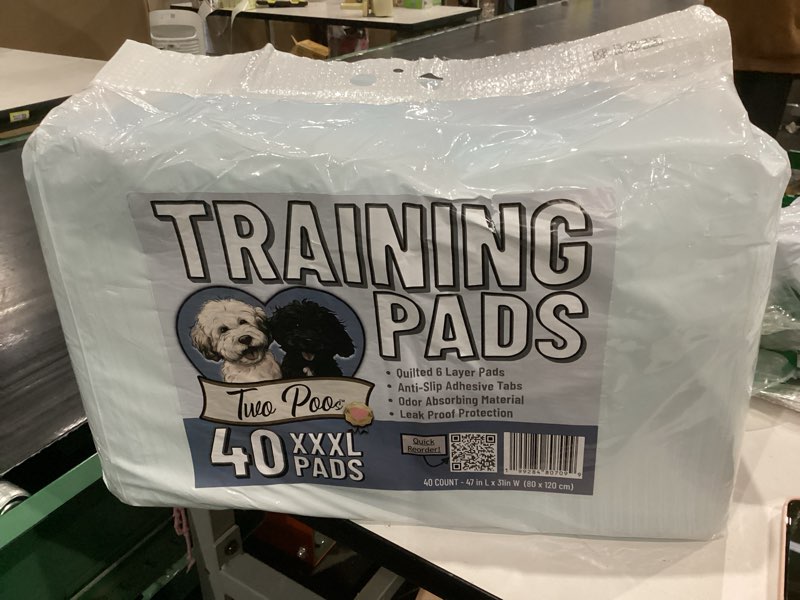 TRAINING
PADS
• Quilted 6 Layer Pads
• Anti-Slip Adhesive Tabs
• Odor Absorbing Material
• Leak Proof Protection
Two Poos
40 XXXL
PADS
Quick
Reorder!
40 COUNT - 47 in L x 31in W (80 x 120 cm)